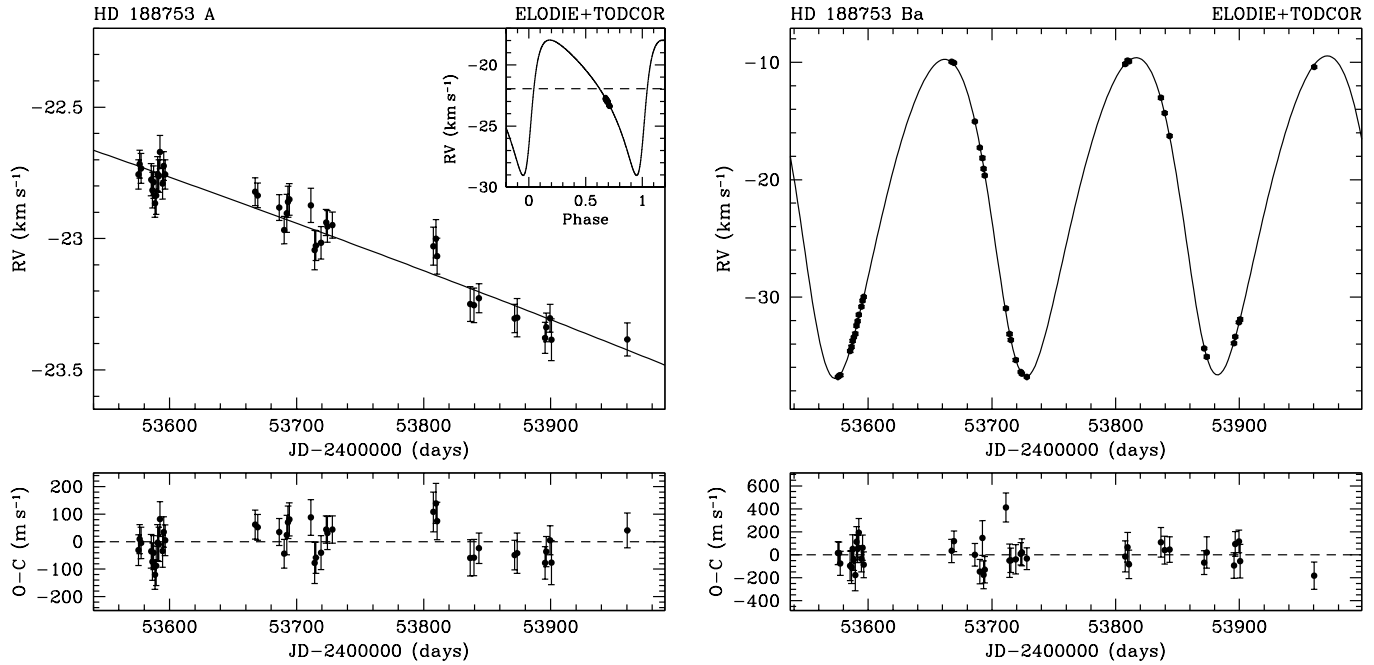 HD 188753 A ELODIE+TODCOR
−22.5
−23
−23.5
RV (km s⁻¹)
53600 53700 53800 53900
JD−2400000 (days)
−20
−25
−30
RV (km s⁻¹)
0 0.5 1
Phase
200
100
0
−100
−200
O−C (m s⁻¹)
53600 53700 53800 53900
JD−2400000 (days)
HD 188753 Ba ELODIE+TODCOR
−10
−20
−30
RV (km s⁻¹)
53600 53700 53800 53900
JD−2400000 (days)
600
400
200
0
−200
−400
O−C (m s⁻¹)
53600 53700 53800 53900
JD−2400000 (days)